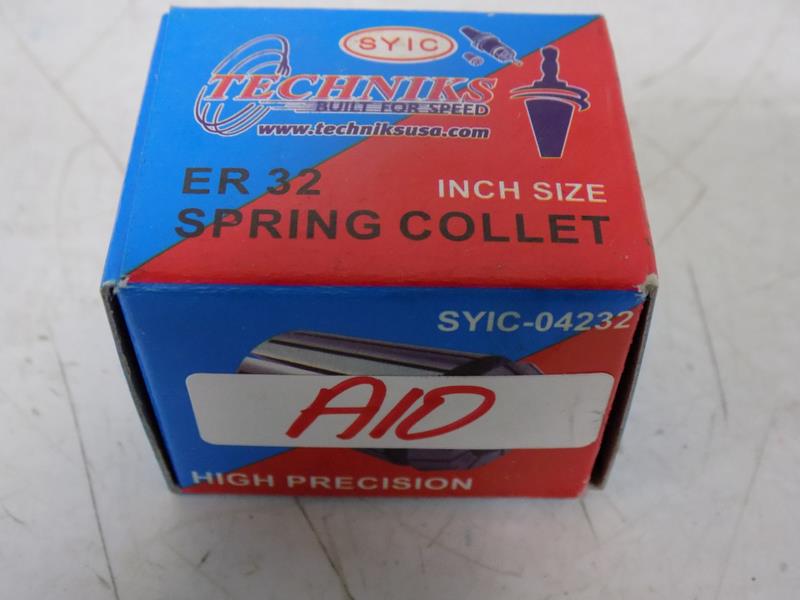 SYIC
TECHNIKS
BUILT FOR SPEED
www.techniksusa.com
ER 32
INCH SIZE
SPRING COLLET
SYIC-04232
A10
HIGH PRECISION